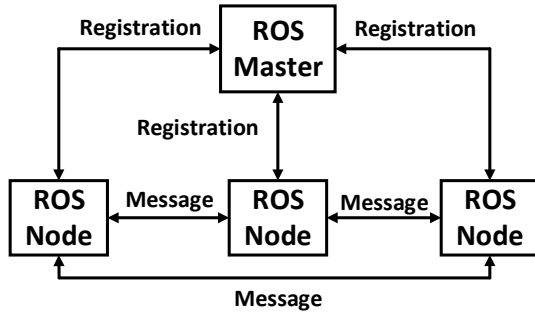 Registration
ROS
Master
Registration
Registration
ROS
Node
Message
ROS
Node
Message
ROS
Node
Message